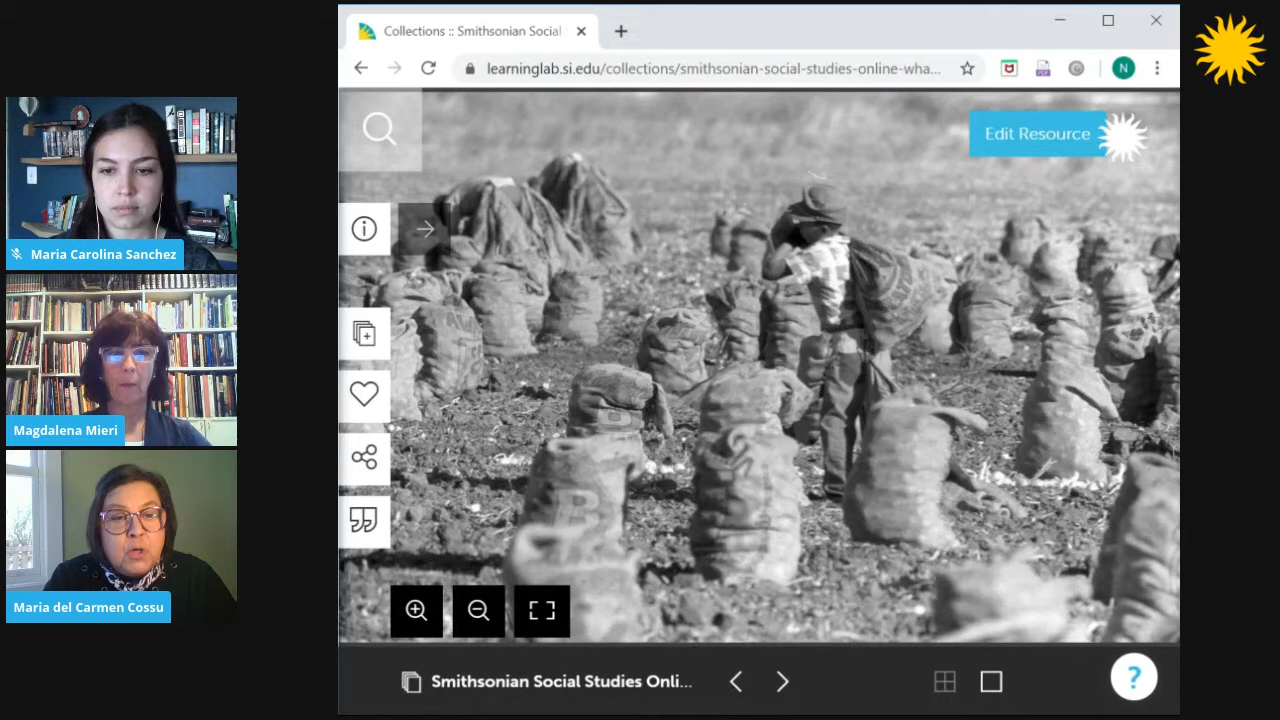 Collections :: Smithsonian Social
learninglab.si.edu/collections/smithsonian-social-studies-online-wha...
N
Edit Resource
Maria Carolina Sanchez
Magdalena Mieri
Maria del Carmen Cossu
B
B
Smithsonian Social Studies Onli...
?